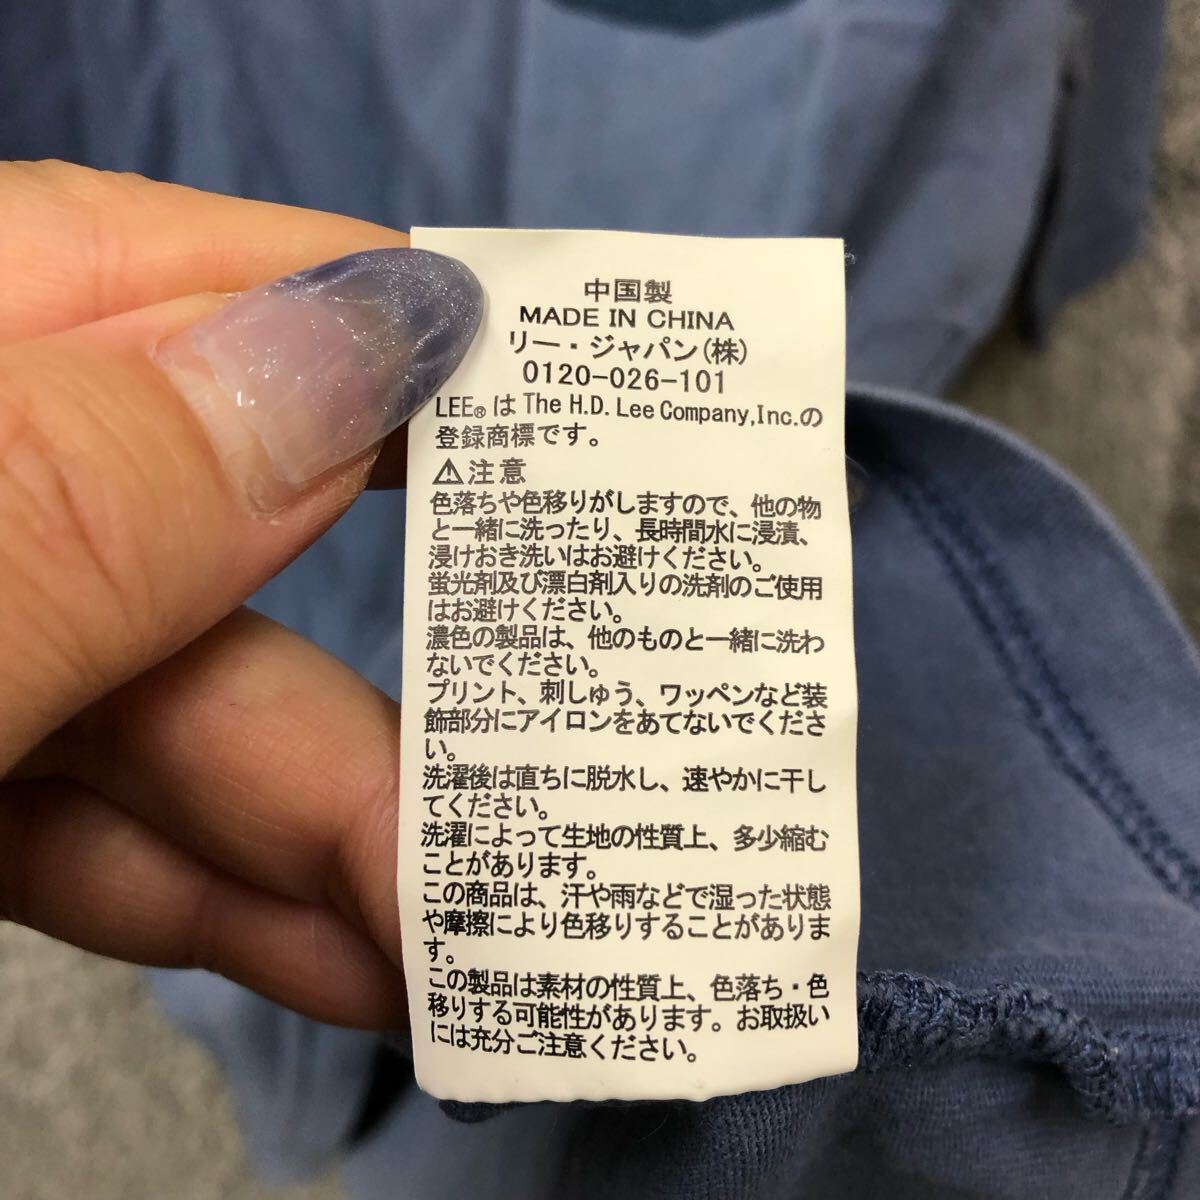 中国製
MADE IN CHINA
リー・ジャパン(株)
0120-026-101
LEE®は The H.D. Lee Company,Inc.の
登録商標です。
⚠注意
色落ちや色移りがしますので、他の物
と一緒に洗ったり、長時間水に浸漬、
浸けおき洗いはお避けください。
蛍光剤及び漂白剤入りの洗剤のご使用
はお避けください。
濃色の製品は、他のものと一緒に洗わ
ないでください。
プリント、刺しゅう、ワッペンなど装
飾部分にアイロンをあてないでくださ
い。
洗濯後は直ちに脱水し、速やかに干し
てください。
洗濯によって生地の性質上、多少縮む
ことがあります。
この商品は、汗や雨などで湿った状態
や摩擦により色移りすることがありま
す。
この製品は素材の性質上、色落ち・色
移りする可能性があります。お取扱い
には充分ご注意ください。